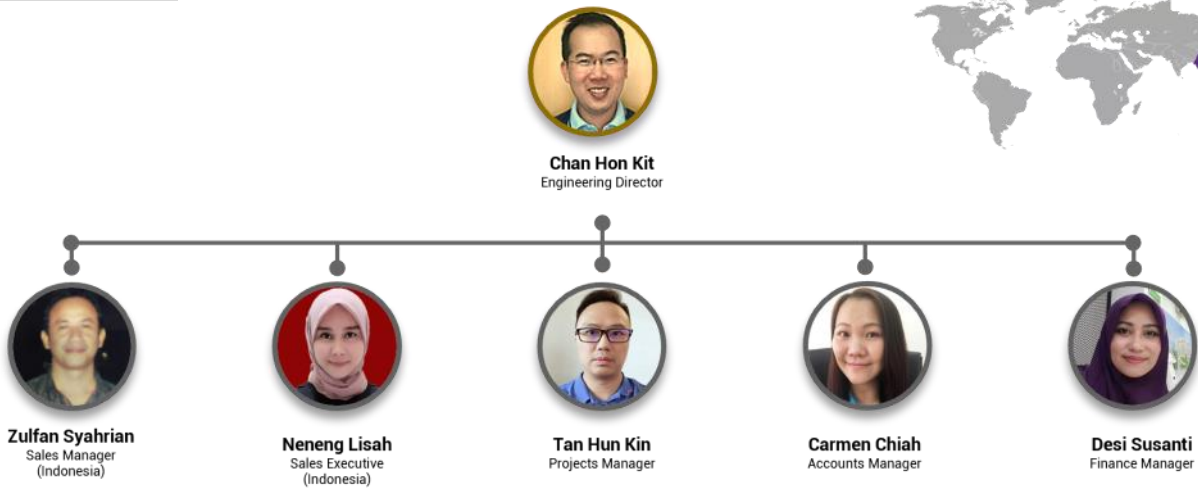 Chan Hon Kit
Engineering Director
Zulfan Syahrian
Sales Manager
(Indonesia)
Neneng Lisah
Sales Executive
(Indonesia)
Tan Hun Kin
Projects Manager
Carmen Chiah
Accounts Manager
Desi Susanti
Finance Manager